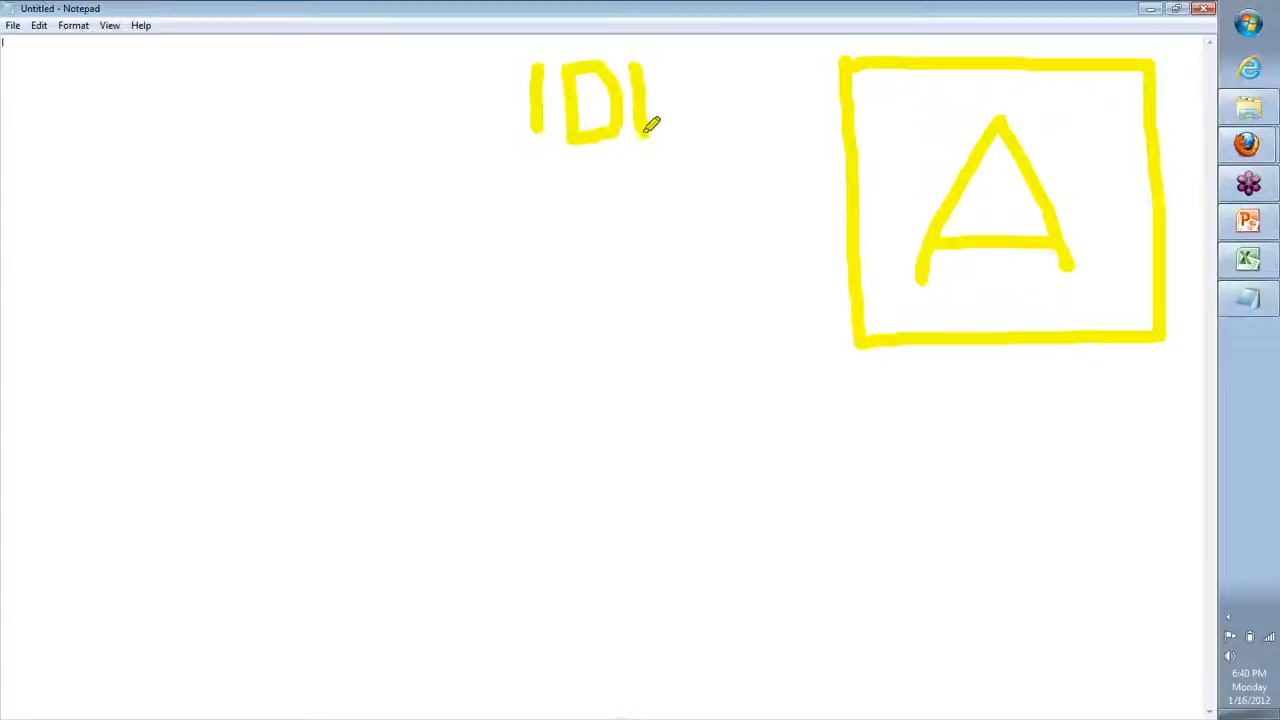 Untitled - Notepad
File Edit Format View Help
IDI
A
6:40 PM
Monday
1/16/2012